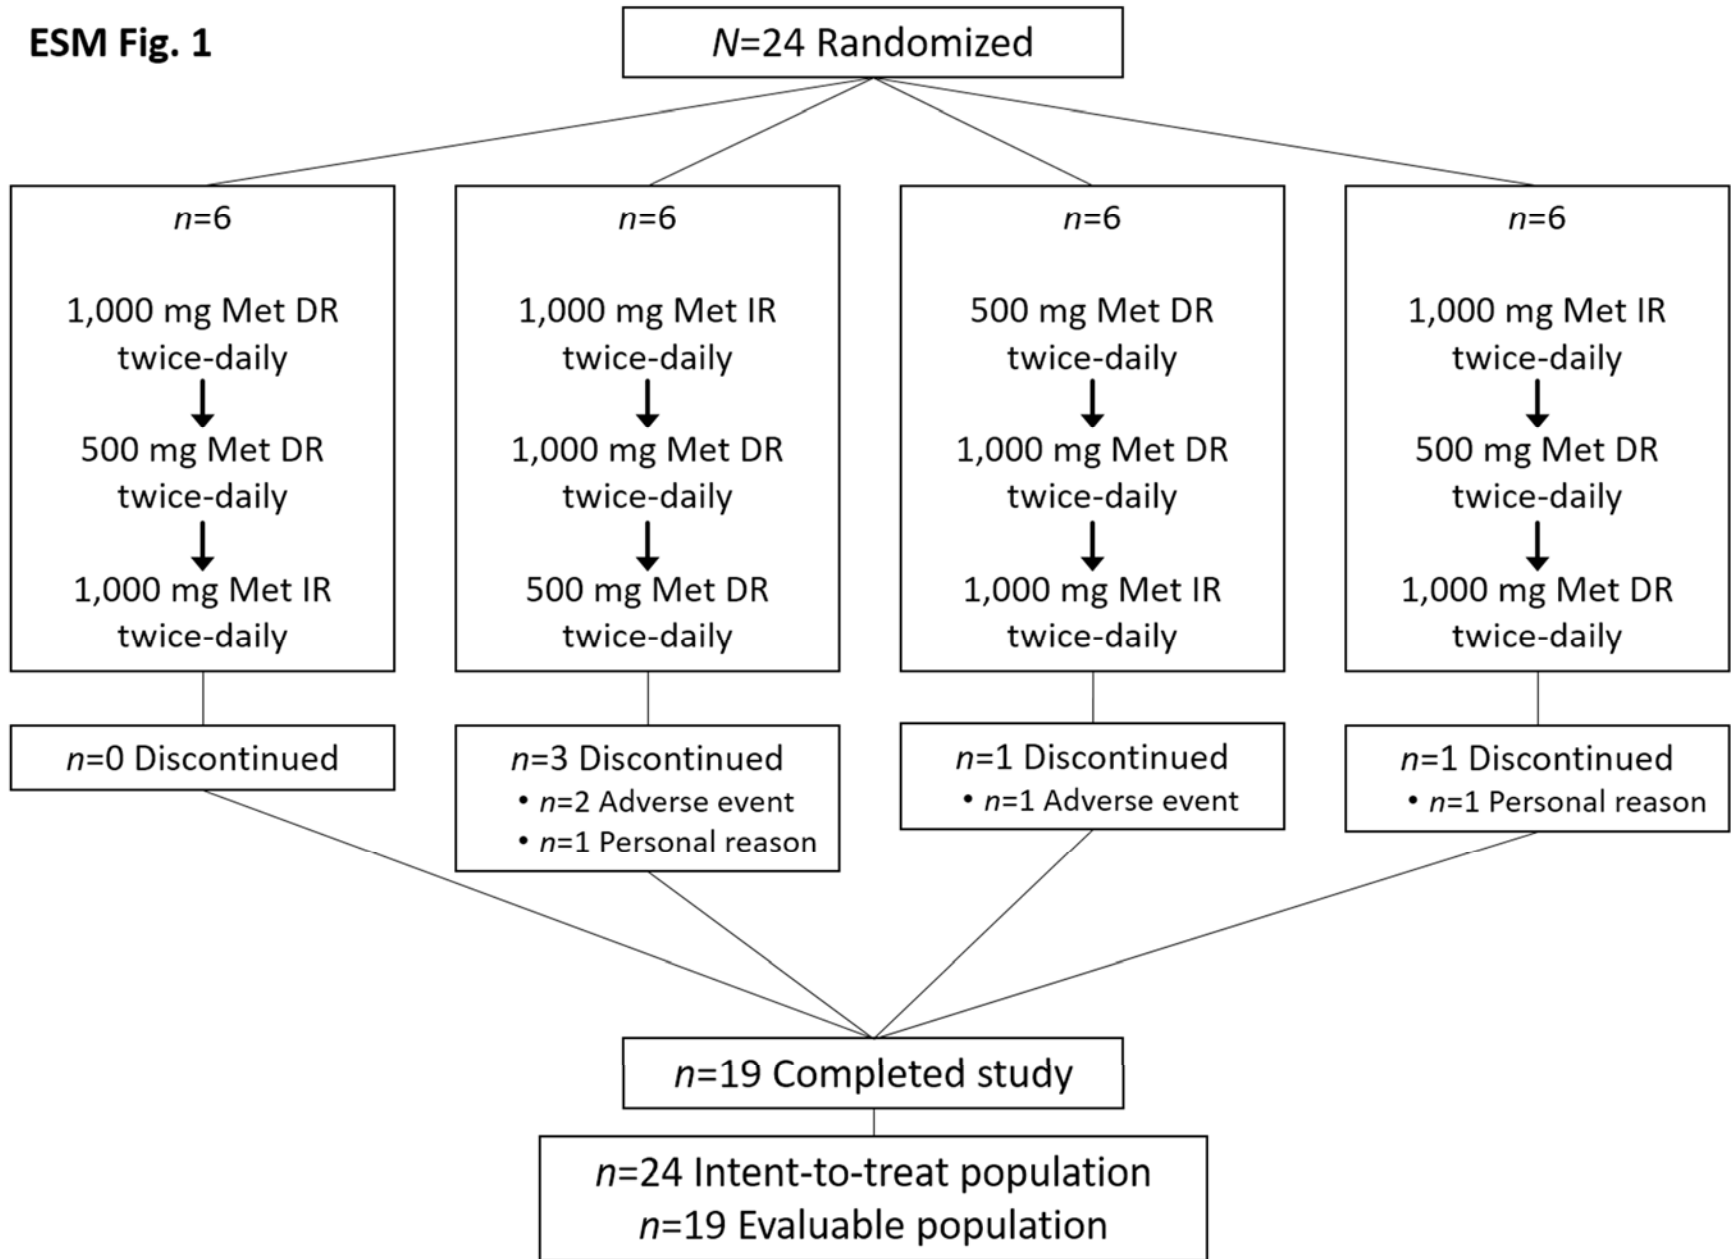 ESM Fig. 1
N=24 Randomized
n=6
1,000 mg Met DR
twice-daily
500 mg Met DR
twice-daily
1,000 mg Met IR
twice-daily
n=6
1,000 mg Met IR
twice-daily
1,000 mg Met DR
twice-daily
500 mg Met DR
twice-daily
n=6
500 mg Met DR
twice-daily
1,000 mg Met DR
twice-daily
1,000 mg Met IR
twice-daily
n=6
1,000 mg Met IR
twice-daily
500 mg Met DR
twice-daily
1,000 mg Met DR
twice-daily
n=0 Discontinued
n=3 Discontinued
• n=2 Adverse event
• n=1 Personal reason
n=1 Discontinued
• n=1 Adverse event
n=1 Discontinued
• n=1 Personal reason
n=19 Completed study
n=24 Intent-to-treat population
n=19 Evaluable population